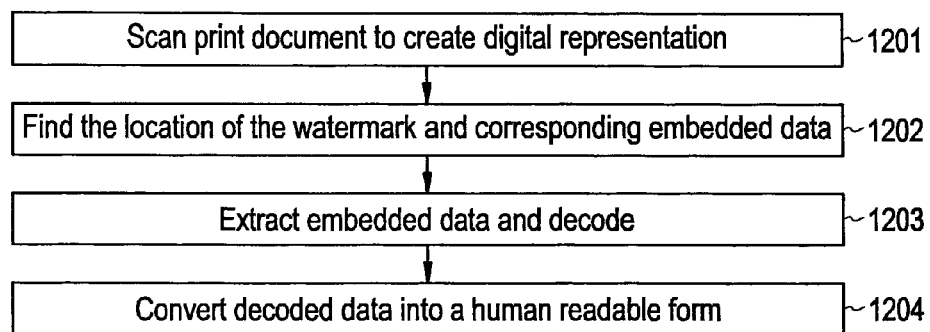 Scan print document to create digital representation 1201
Find the location of the watermark and corresponding embedded data 1202
Extract embedded data and decode 1203
Convert decoded data into a human readable form 1204